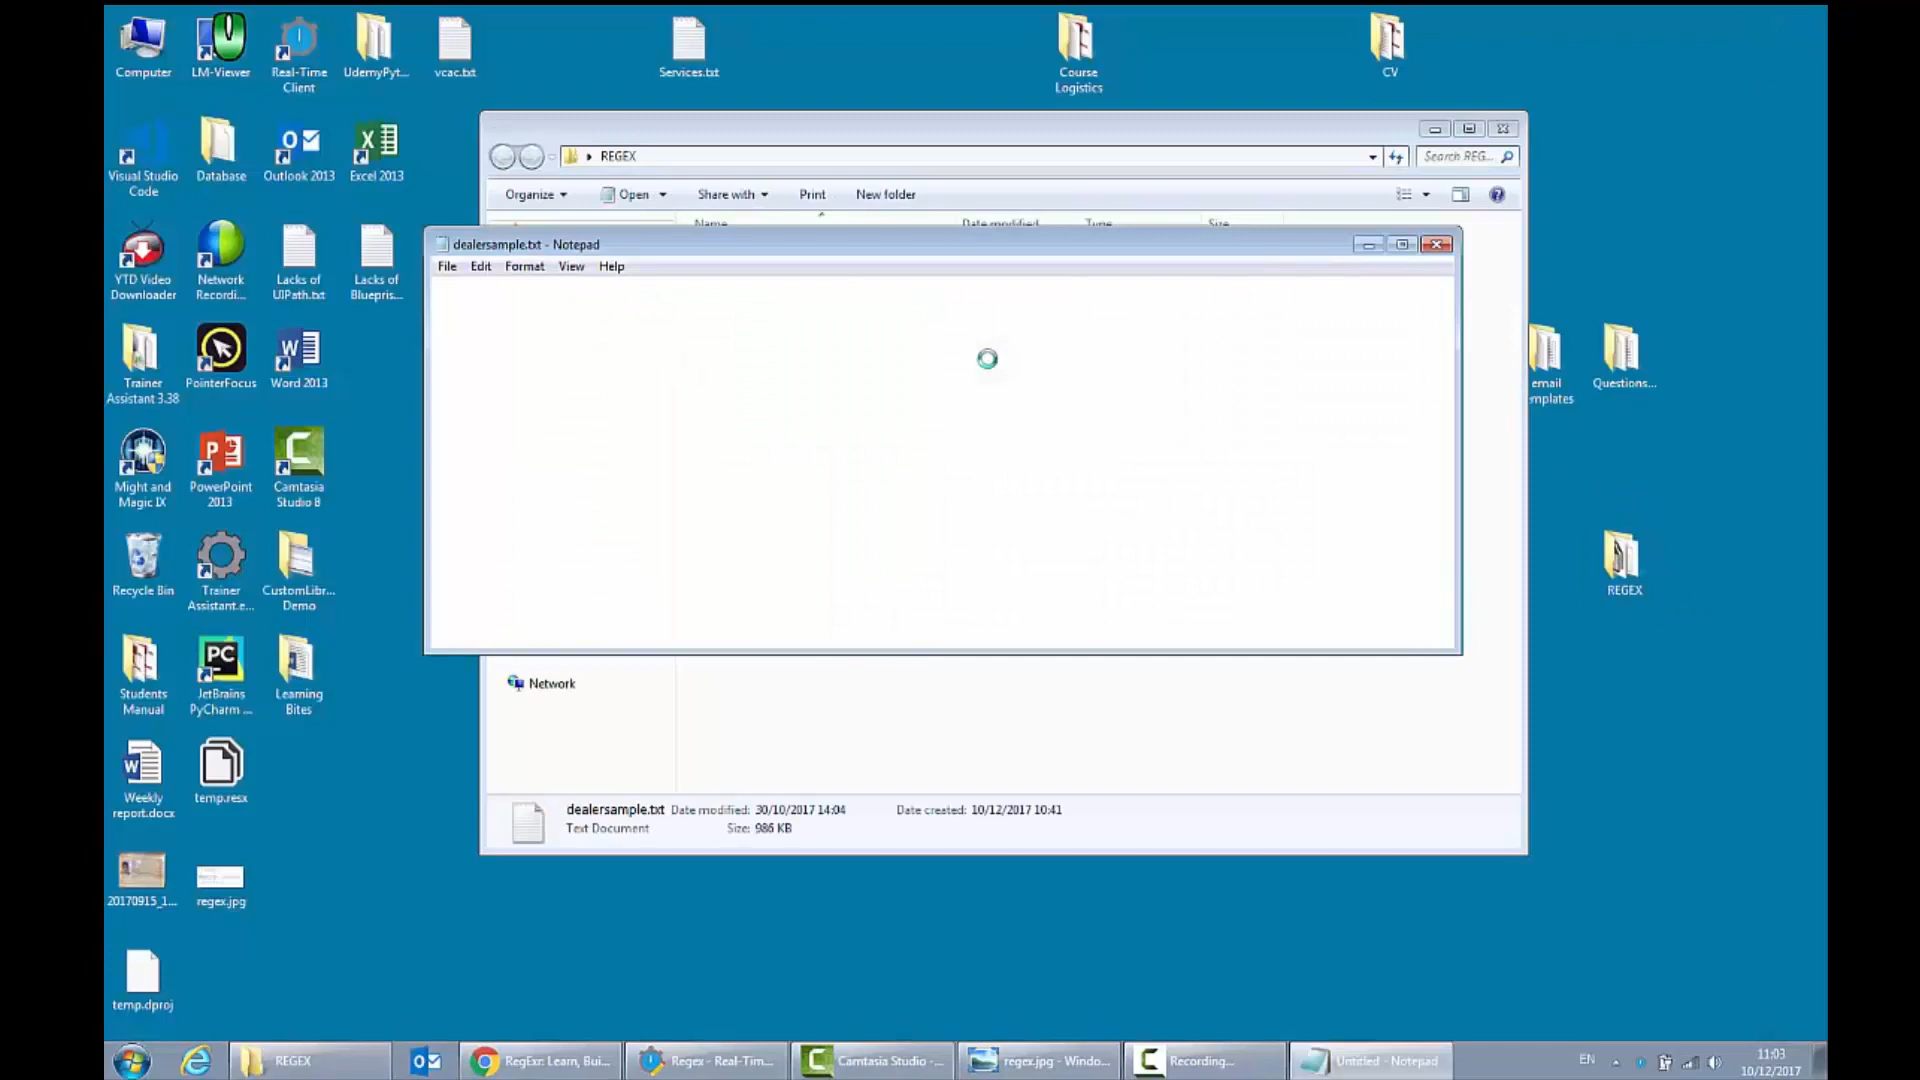 Computer
LM-Viewer
Real-Time
Client
UdemyPyt...
vcac.txt
Services.txt
Course
Logistics
CV
Visual Studio
Code
Database
Outlook 2013
Excel 2013
REGEX
Search REG...
Organize
Open
Share with
Print
New folder
Name
Date modified
Type
Size
dealersample.txt - Notepad
File
Edit
Format
View
Help
YTD Video
Downloader
Network
Recordi...
Lacks of
UIPath.txt
Lacks of
Bluepris...
Trainer
Assistant 3.38
PointerFocus
Word 2013
email
mplates
Questions...
Might and
Magic IX
PowerPoint
2013
Camtasia
Studio 8
Recycle Bin
Trainer
Assistant.e...
CustomLibr...
Demo
REGEX
Students
Manual
JetBrains
PyCharm ...
Learning
Bites
Network
Weekly
report.docx
temp.resx
dealersample.txt Date modified: 30/10/2017 14:04 Date created: 10/12/2017 10:41
Text Document Size: 986 KB
20170915_1...
regex.jpg
temp.dproj
REGEX
RegExr: Learn, Bui...
Regex - Real-Tim...
Camtasia Studio -...
regex.jpg - Windo...
Recording...
Untitled - Notepad
EN
11:03
10/12/2017